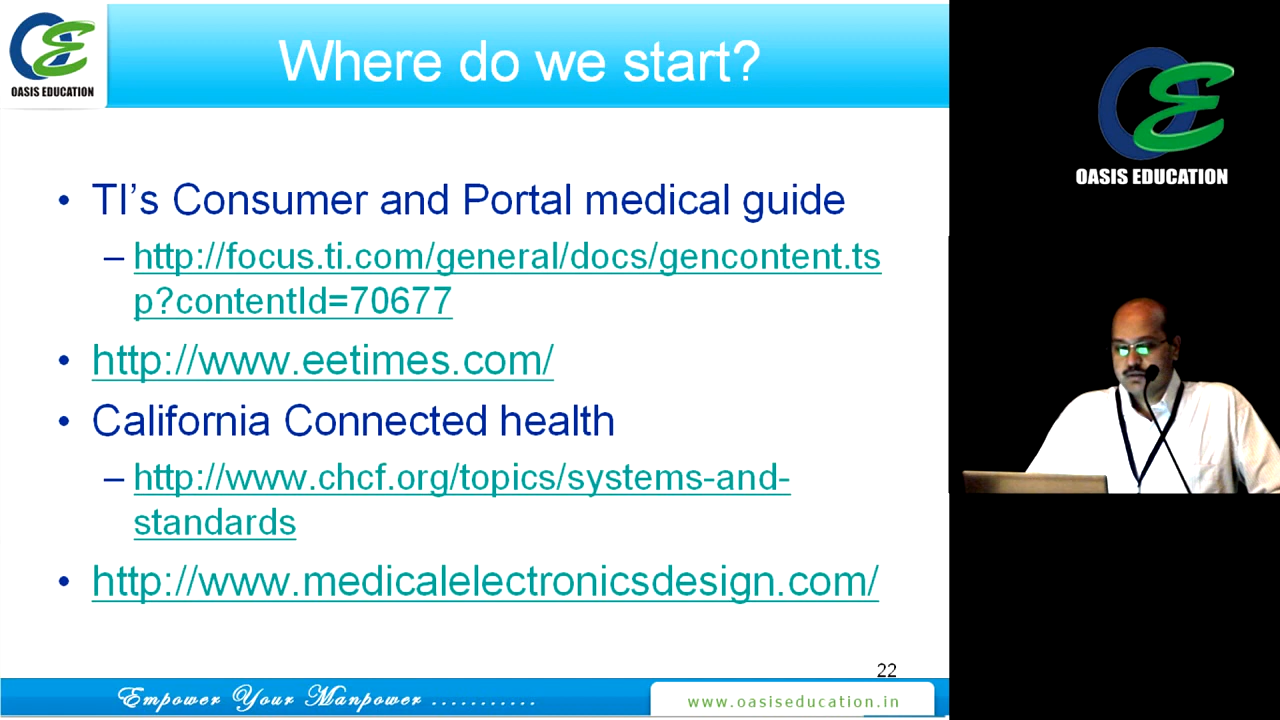 OASIS EDUCATION
Where do we start?
• TI's Consumer and Portal medical guide
– http://focus.ti.com/general/docs/gencontent.ts
p?contentId=70677
• http://www.eetimes.com/
• California Connected health
– http://www.chcf.org/topics/systems-and-
standards
• http://www.medicalelectronicsdesign.com/
22
Empower Your Manpower ...........
www.oasiseducation.in
OASIS EDUCATION